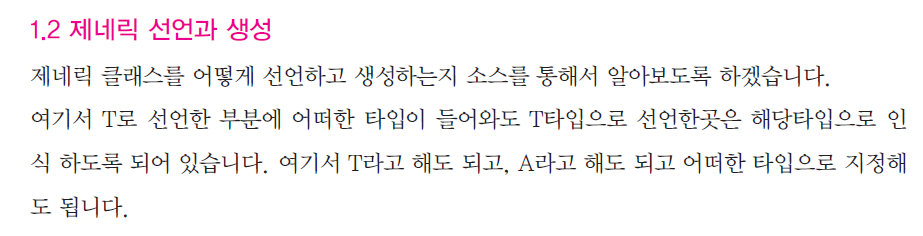 1.2 제네릭 선언과 생성
제네릭 클래스를 어떻게 선언하고 생성하는지 소스를 통해서 알아보도록 하겠습니다.
여기서 T로 선언한 부분에 어떠한 타입이 들어와도 T타입으로 선언한곳은 해당타입으로 인
식 하도록 되어 있습니다. 여기서 T라고 해도 되고, A라고 해도 되고 어떠한 타입으로 지정해
도 됩니다.